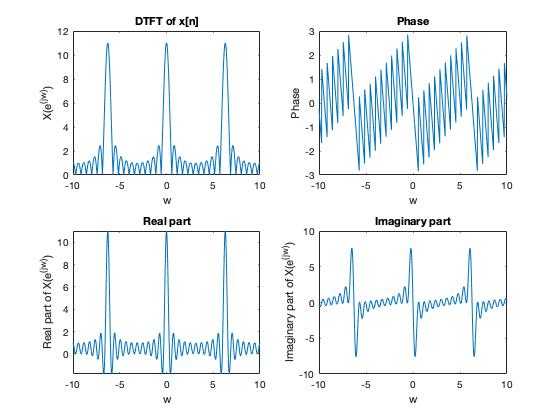 DTFT of x[n]
X(e^(jw))
12
10
8
6
4
2
0
-10 -5 0 5 10
w
Phase
Phase
3
2
1
0
-1
-2
-3
-10 -5 0 5 10
w
Real part
Real part of X(e^(jw))
10
8
6
4
2
0
-10 -5 0 5 10
w
Imaginary part
Imaginary part of X(e^(jw))
10
5
0
-5
-10
-10 -5 0 5 10
w